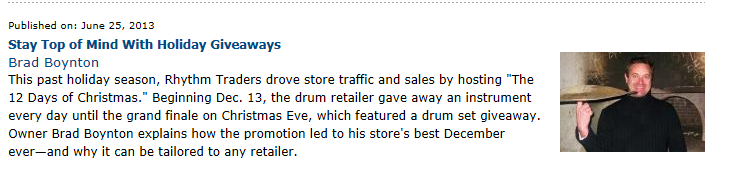 Published on: June 25, 2013
Stay Top of Mind With Holiday Giveaways
Brad Boynton
This past holiday season, Rhythm Traders drove store traffic and sales by hosting "The
12 Days of Christmas." Beginning Dec. 13, the drum retailer gave away an instrument
every day until the grand finale on Christmas Eve, which featured a drum set giveaway.
Owner Brad Boynton explains how the promotion led to his store's best December
ever—and why it can be tailored to any retailer.